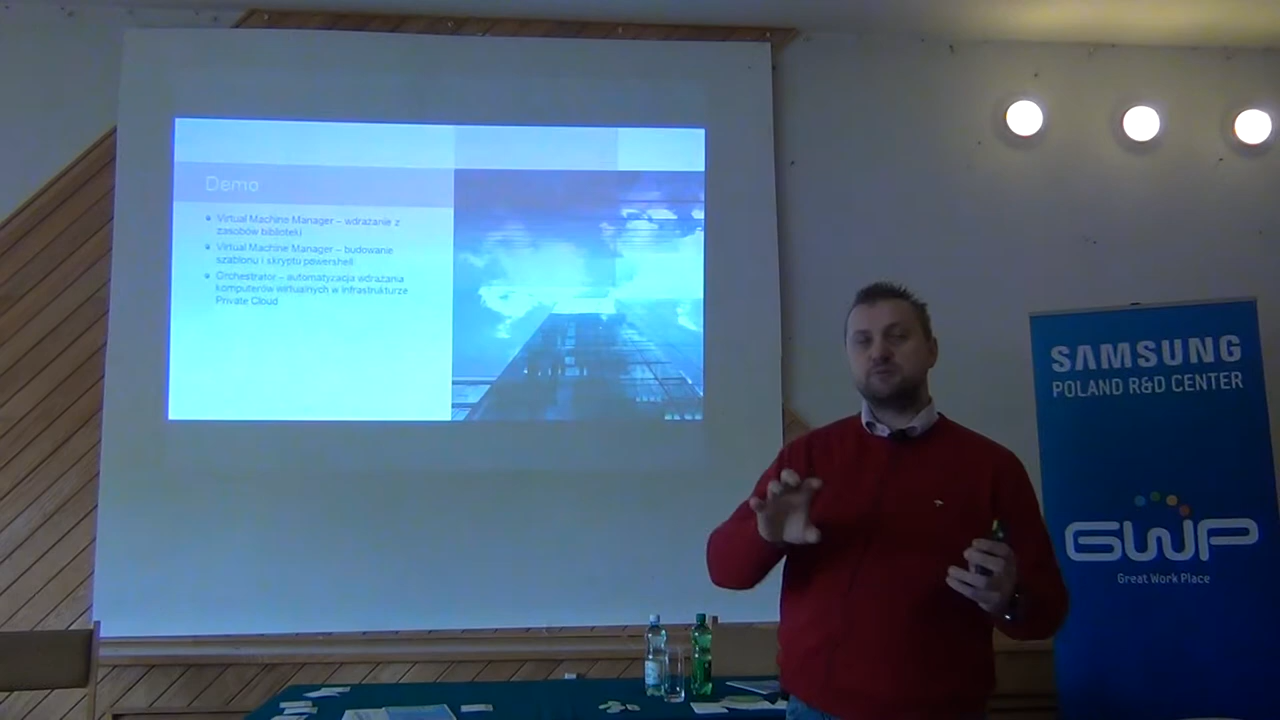 Demo
Virtual Machine Manager – wdrażanie z
zasobów biblioteki
Virtual Machine Manager – budowanie
szablonu i skryptu powershell
Orchestrator – automatyzacja wdrażania
komputerów wirtualnych w infrastrukturze
Private Cloud
SAMSUNG
POLAND R&D CENTER
GWP
Great Work Place